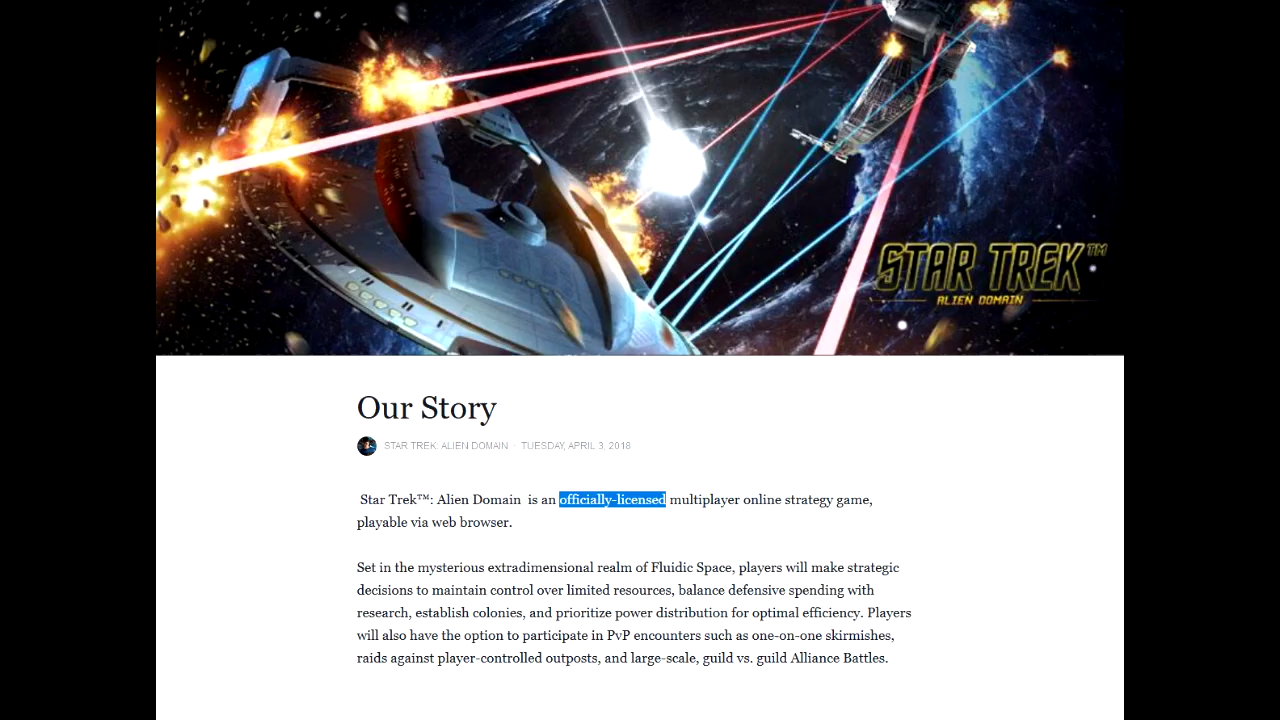 STAR TREK™
ALIEN DOMAIN
Our Story
STAR TREK: ALIEN DOMAIN · TUESDAY, APRIL 3, 2018
Star Trek™: Alien Domain is an officially-licensed multiplayer online strategy game,
playable via web browser.
Set in the mysterious extradimensional realm of Fluidic Space, players will make strategic
decisions to maintain control over limited resources, balance defensive spending with
research, establish colonies, and prioritize power distribution for optimal efficiency. Players
will also have the option to participate in PvP encounters such as one-on-one skirmishes,
raids against player-controlled outposts, and large-scale, guild vs. guild Alliance Battles.